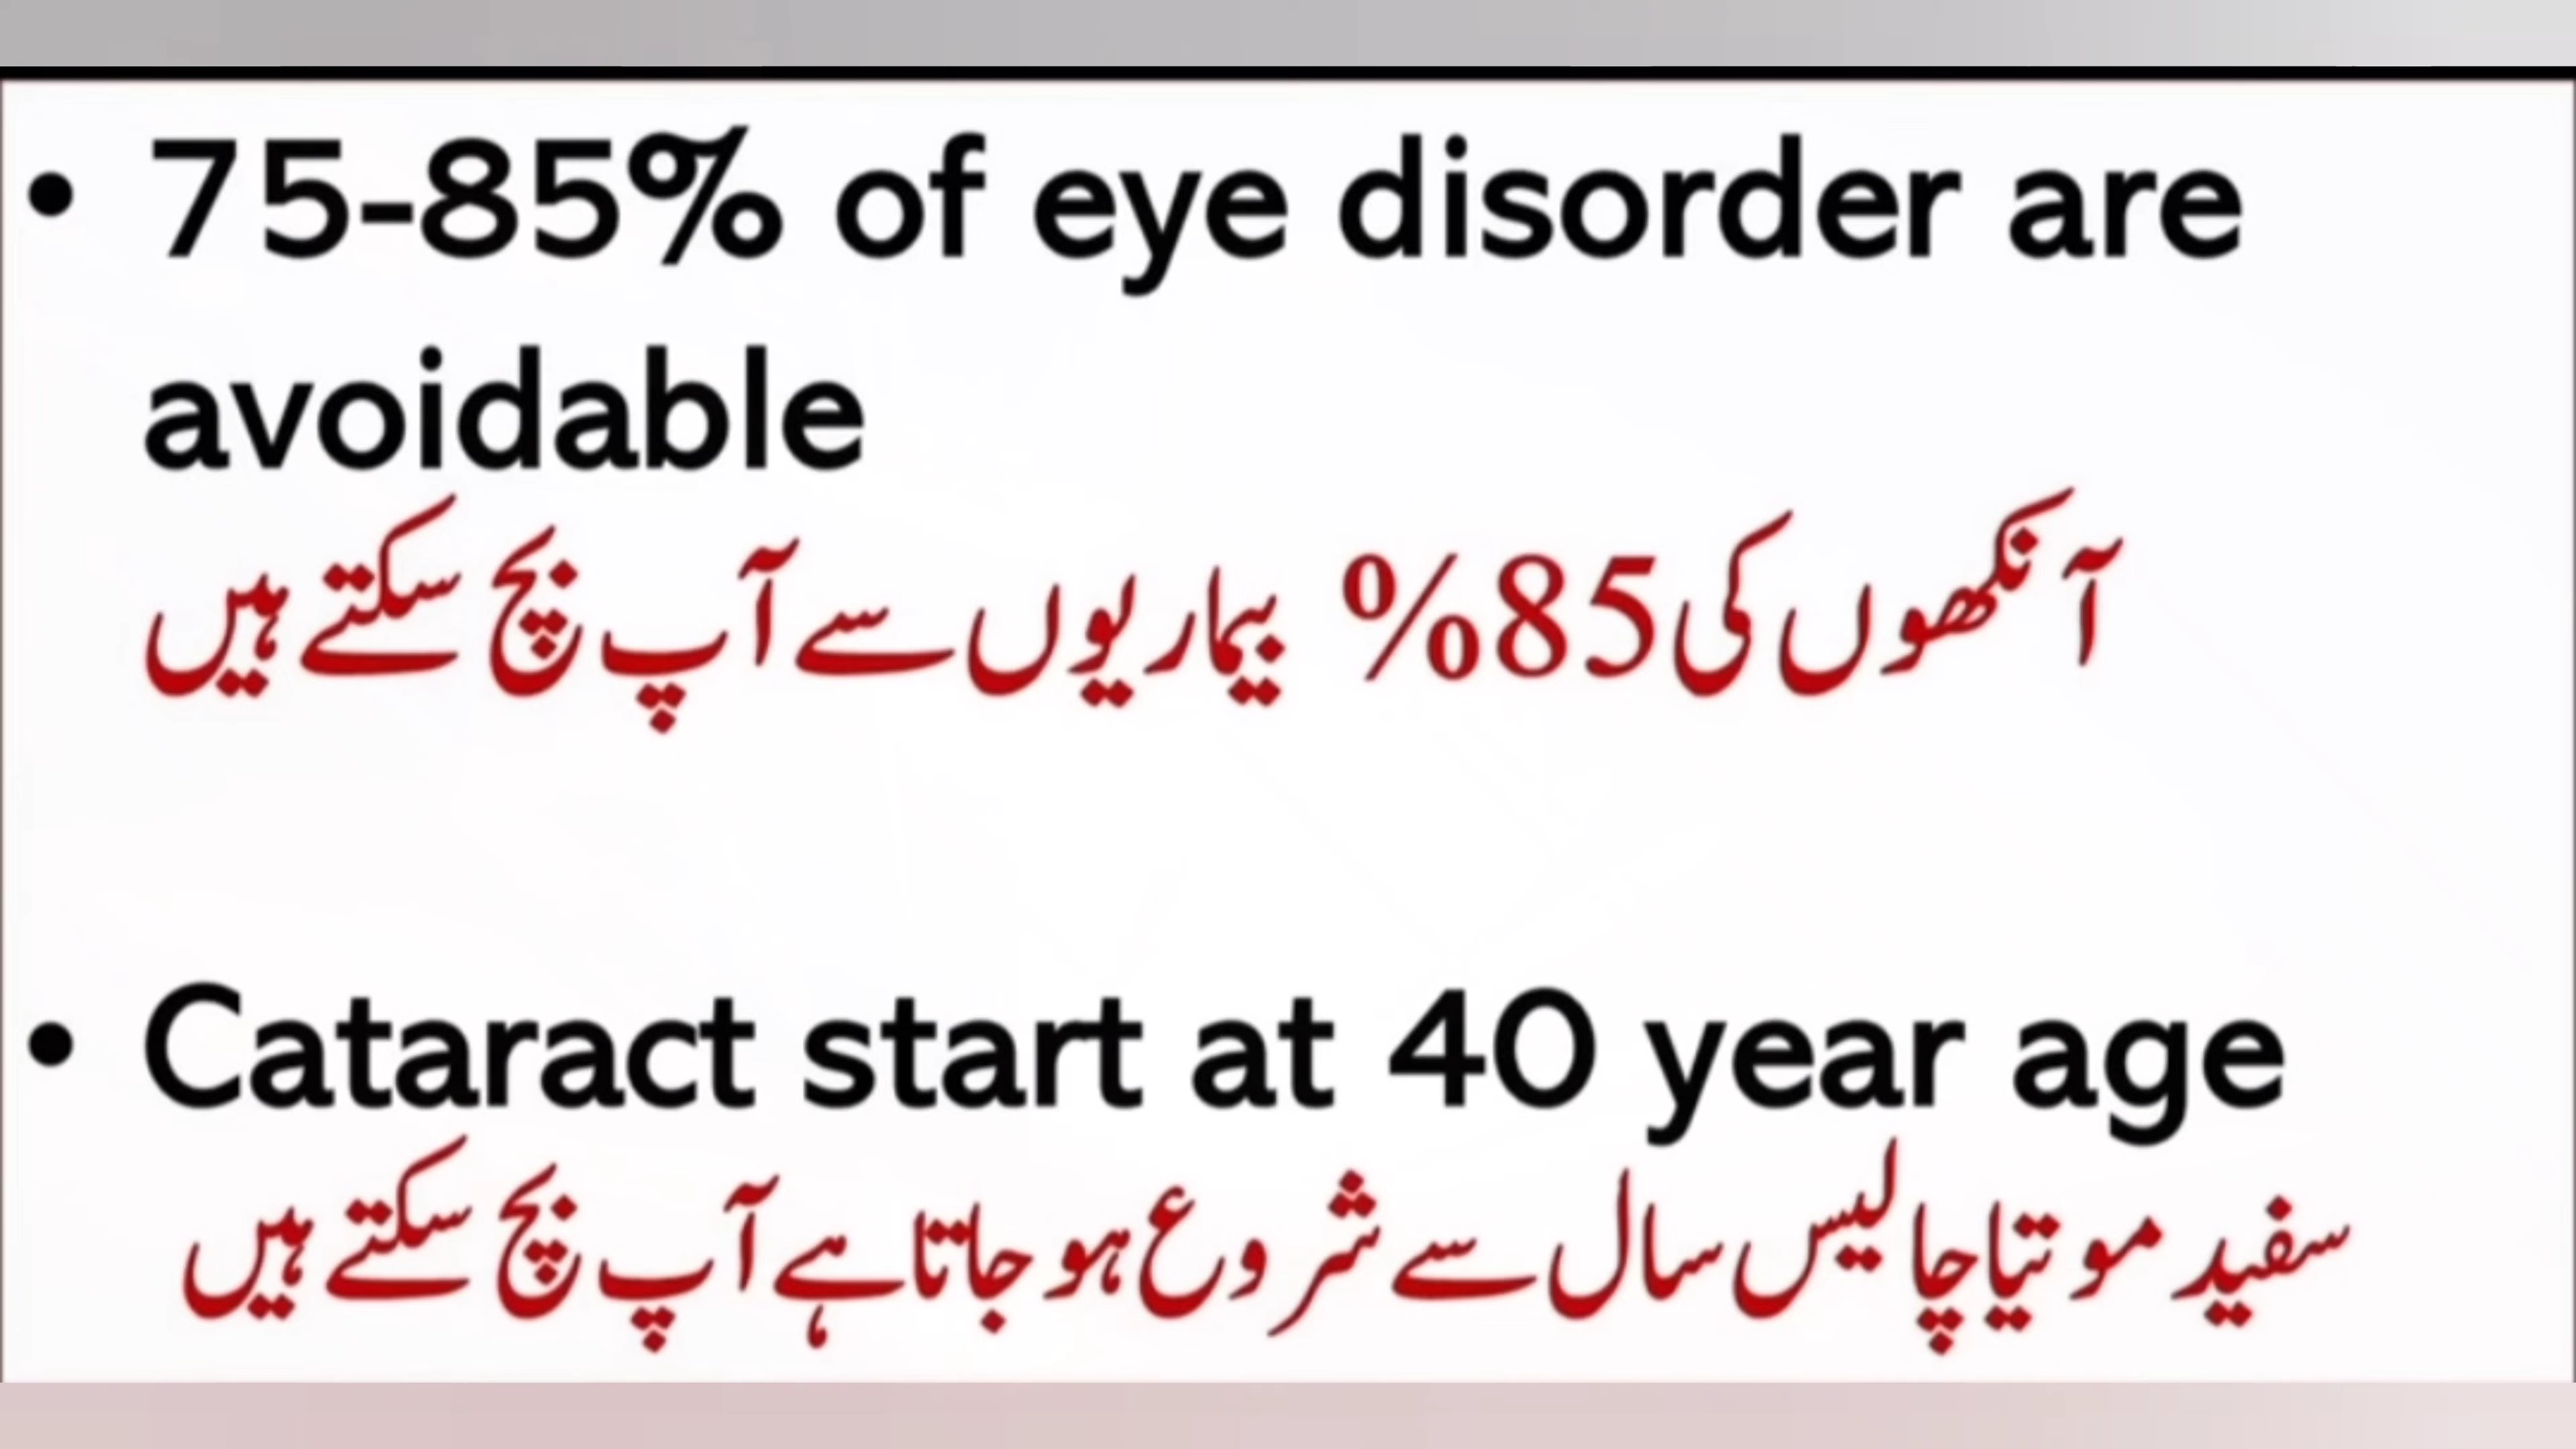 • 75-85% of eye disorder are
avoidable
آنکھوں کی 85% بیماریوں سے آپ بچ سکتے ہیں
• Cataract start at 40 year age
سفید موتیا چالیس سال سے شروع ہو جاتا ہے آپ بچ سکتے ہیں